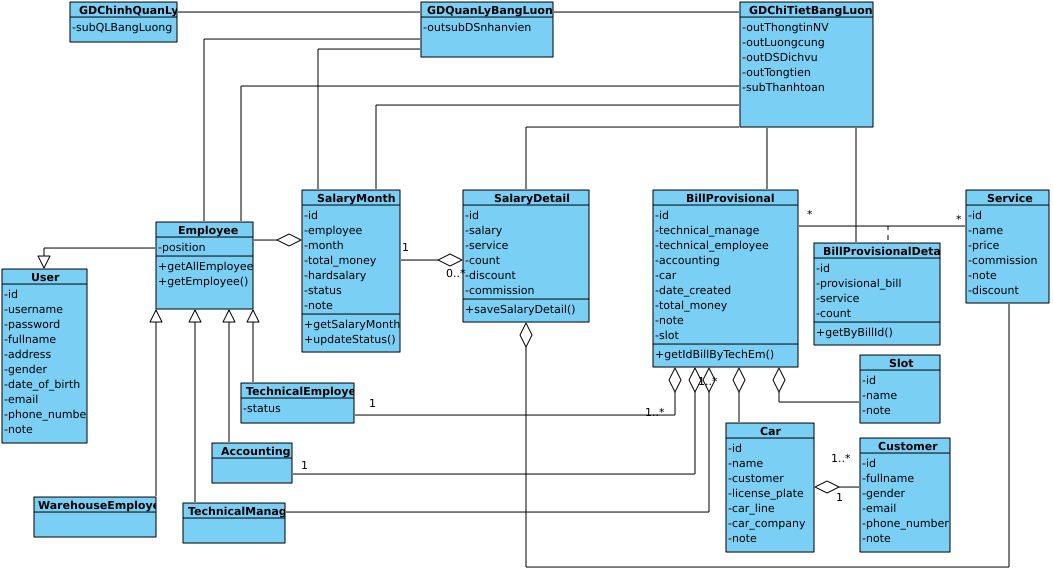 GDChinhQuanLy
-subQLBangLuong
GDQuanLyBangLuon
-outsubDSnhanvien
GDChiTietBangLuon
-outThongtinNV
-outLuongcung
-outDSDichvu
-outTongtien
-subThanhtoan
Employee
-position
+getAllEmployee
+getEmployee()
SalaryMonth
-id
-employee
-month
-total_money
-hardsalary
-status
-note
+getSalaryMonth
+updateStatus()
1
0..*
SalaryDetail
-id
-salary
-service
-count
-discount
-commission
+saveSalaryDetail()
BillProvisional
-id
-technical_manage
-technical_employee
-accounting
-car
-date_created
-total_money
-note
-slot
+getIdBillByTechEm()
*
*
Service
-id
-name
-price
-commission
-note
-discount
BillProvisionalDeta
-id
-provisional_bill
-service
-count
+getByBillId()
User
-id
-username
-password
-fullname
-address
-gender
-date_of_birth
-email
-phone_numbe
-note
Slot
-id
-name
-note
TechnicalEmploye
-status
1
1..*
1..*
Accounting
1
WarehouseEmploye
TechnicalManag
Car
-id
-name
-customer
-license_plate
-car_line
-car_company
-note
1..*
1
Customer
-id
-fullname
-gender
-email
-phone_number
-note